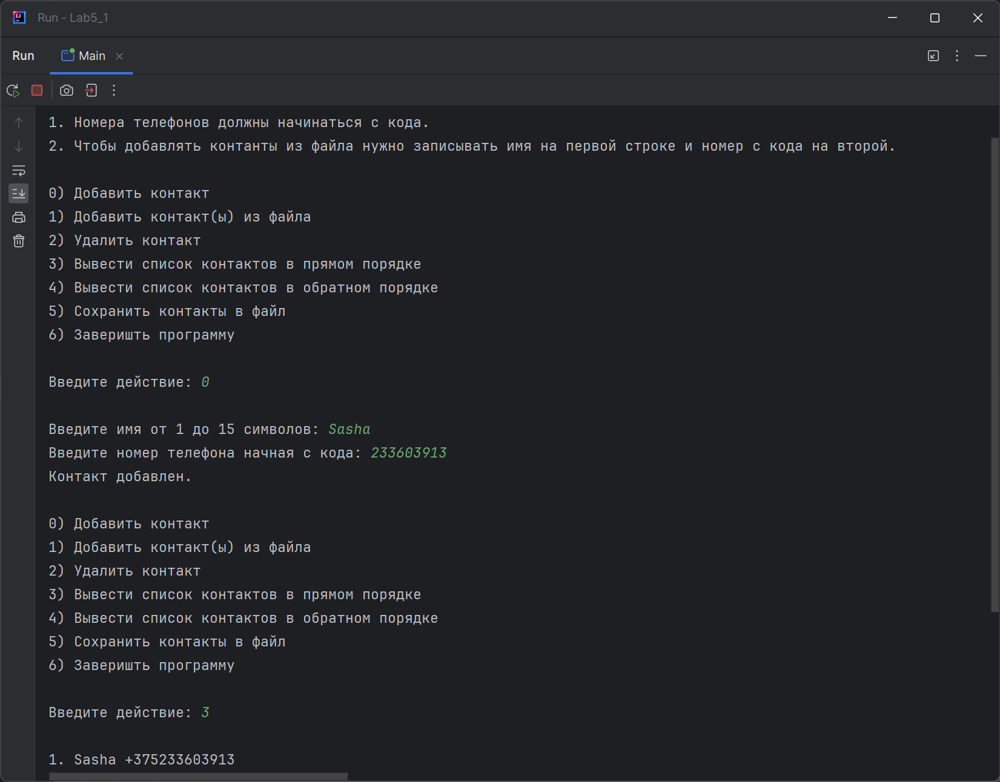 Run - Lab5_1
Run Main
1. Номера телефонов должны начинаться с кода.
2. Чтобы добавлять контанты из файла нужно записывать имя на первой строке и номер с кода на второй.
0) Добавить контакт
1) Добавить контакт(ы) из файла
2) Удалить контакт
3) Вывести список контактов в прямом порядке
4) Вывести список контактов в обратном порядке
5) Сохранить контакты в файл
6) Заверишть программу
Введите действие: 0
Введите имя от 1 до 15 символов: Sasha
Введите номер телефона начная с кода: 233603913
Контакт добавлен.
0) Добавить контакт
1) Добавить контакт(ы) из файла
2) Удалить контакт
3) Вывести список контактов в прямом порядке
4) Вывести список контактов в обратном порядке
5) Сохранить контакты в файл
6) Заверишть программу
Введите действие: 3
1. Sasha +375233603913